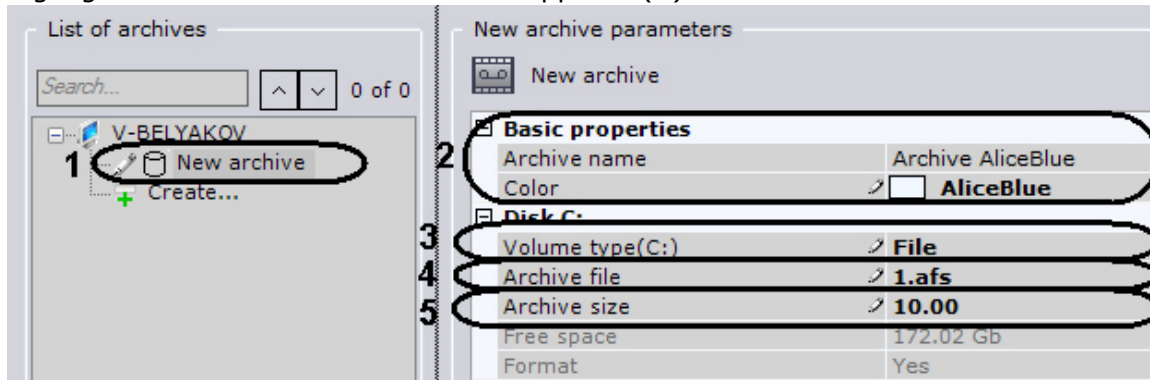 List of archives
Search...
0 of 0
V-BELYAKOV
1
New archive
Create...
New archive parameters
New archive
2
Basic properties
Archive name Archive AliceBlue
Color AliceBlue
Disk C:
3
Volume type(C:) File
4
Archive file 1.afs
5
Archive size 10.00
Free space 172.02 Gb
Format Yes